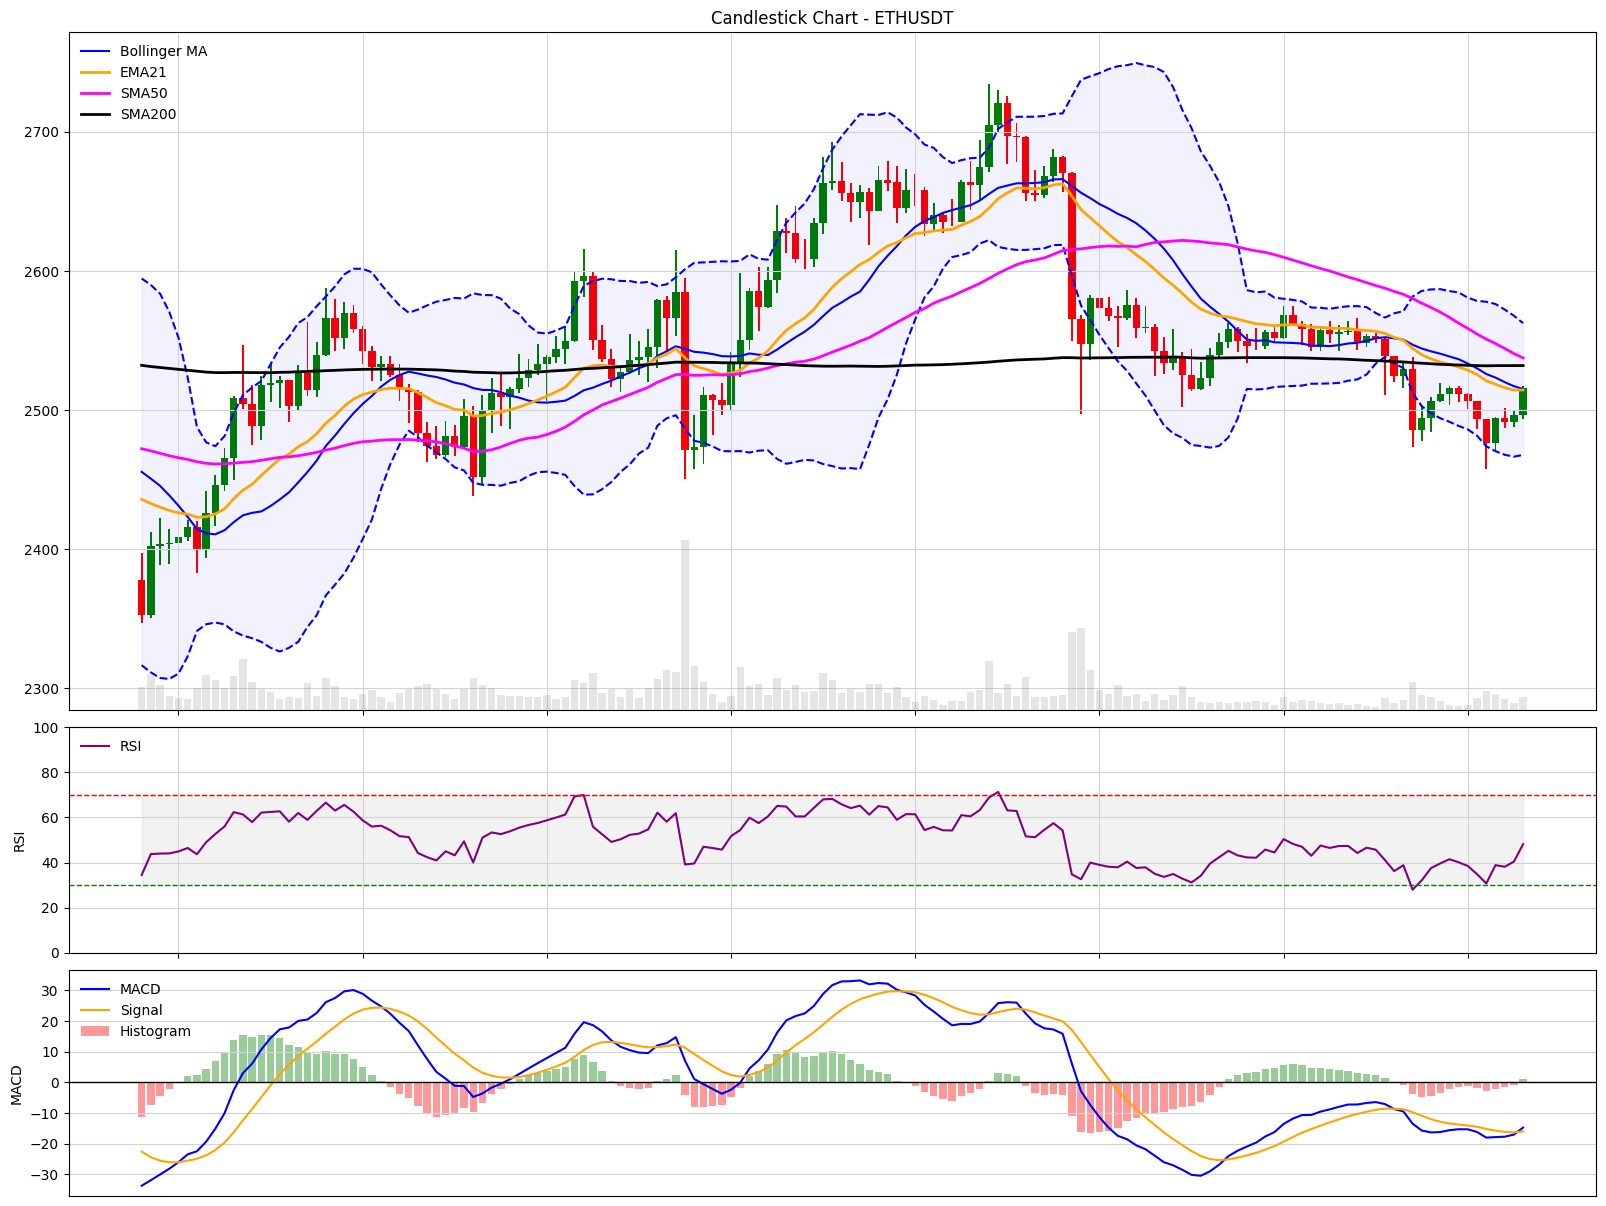 Candlestick Chart - ETHUSDT
Bollinger MA
EMA21
SMA50
SMA200
2700
2600
2500
2400
2300
100
80
60
40
20
0
RSI
RSI
30
20
10
0
−10
−20
−30
MACD
MACD
Signal
Histogram